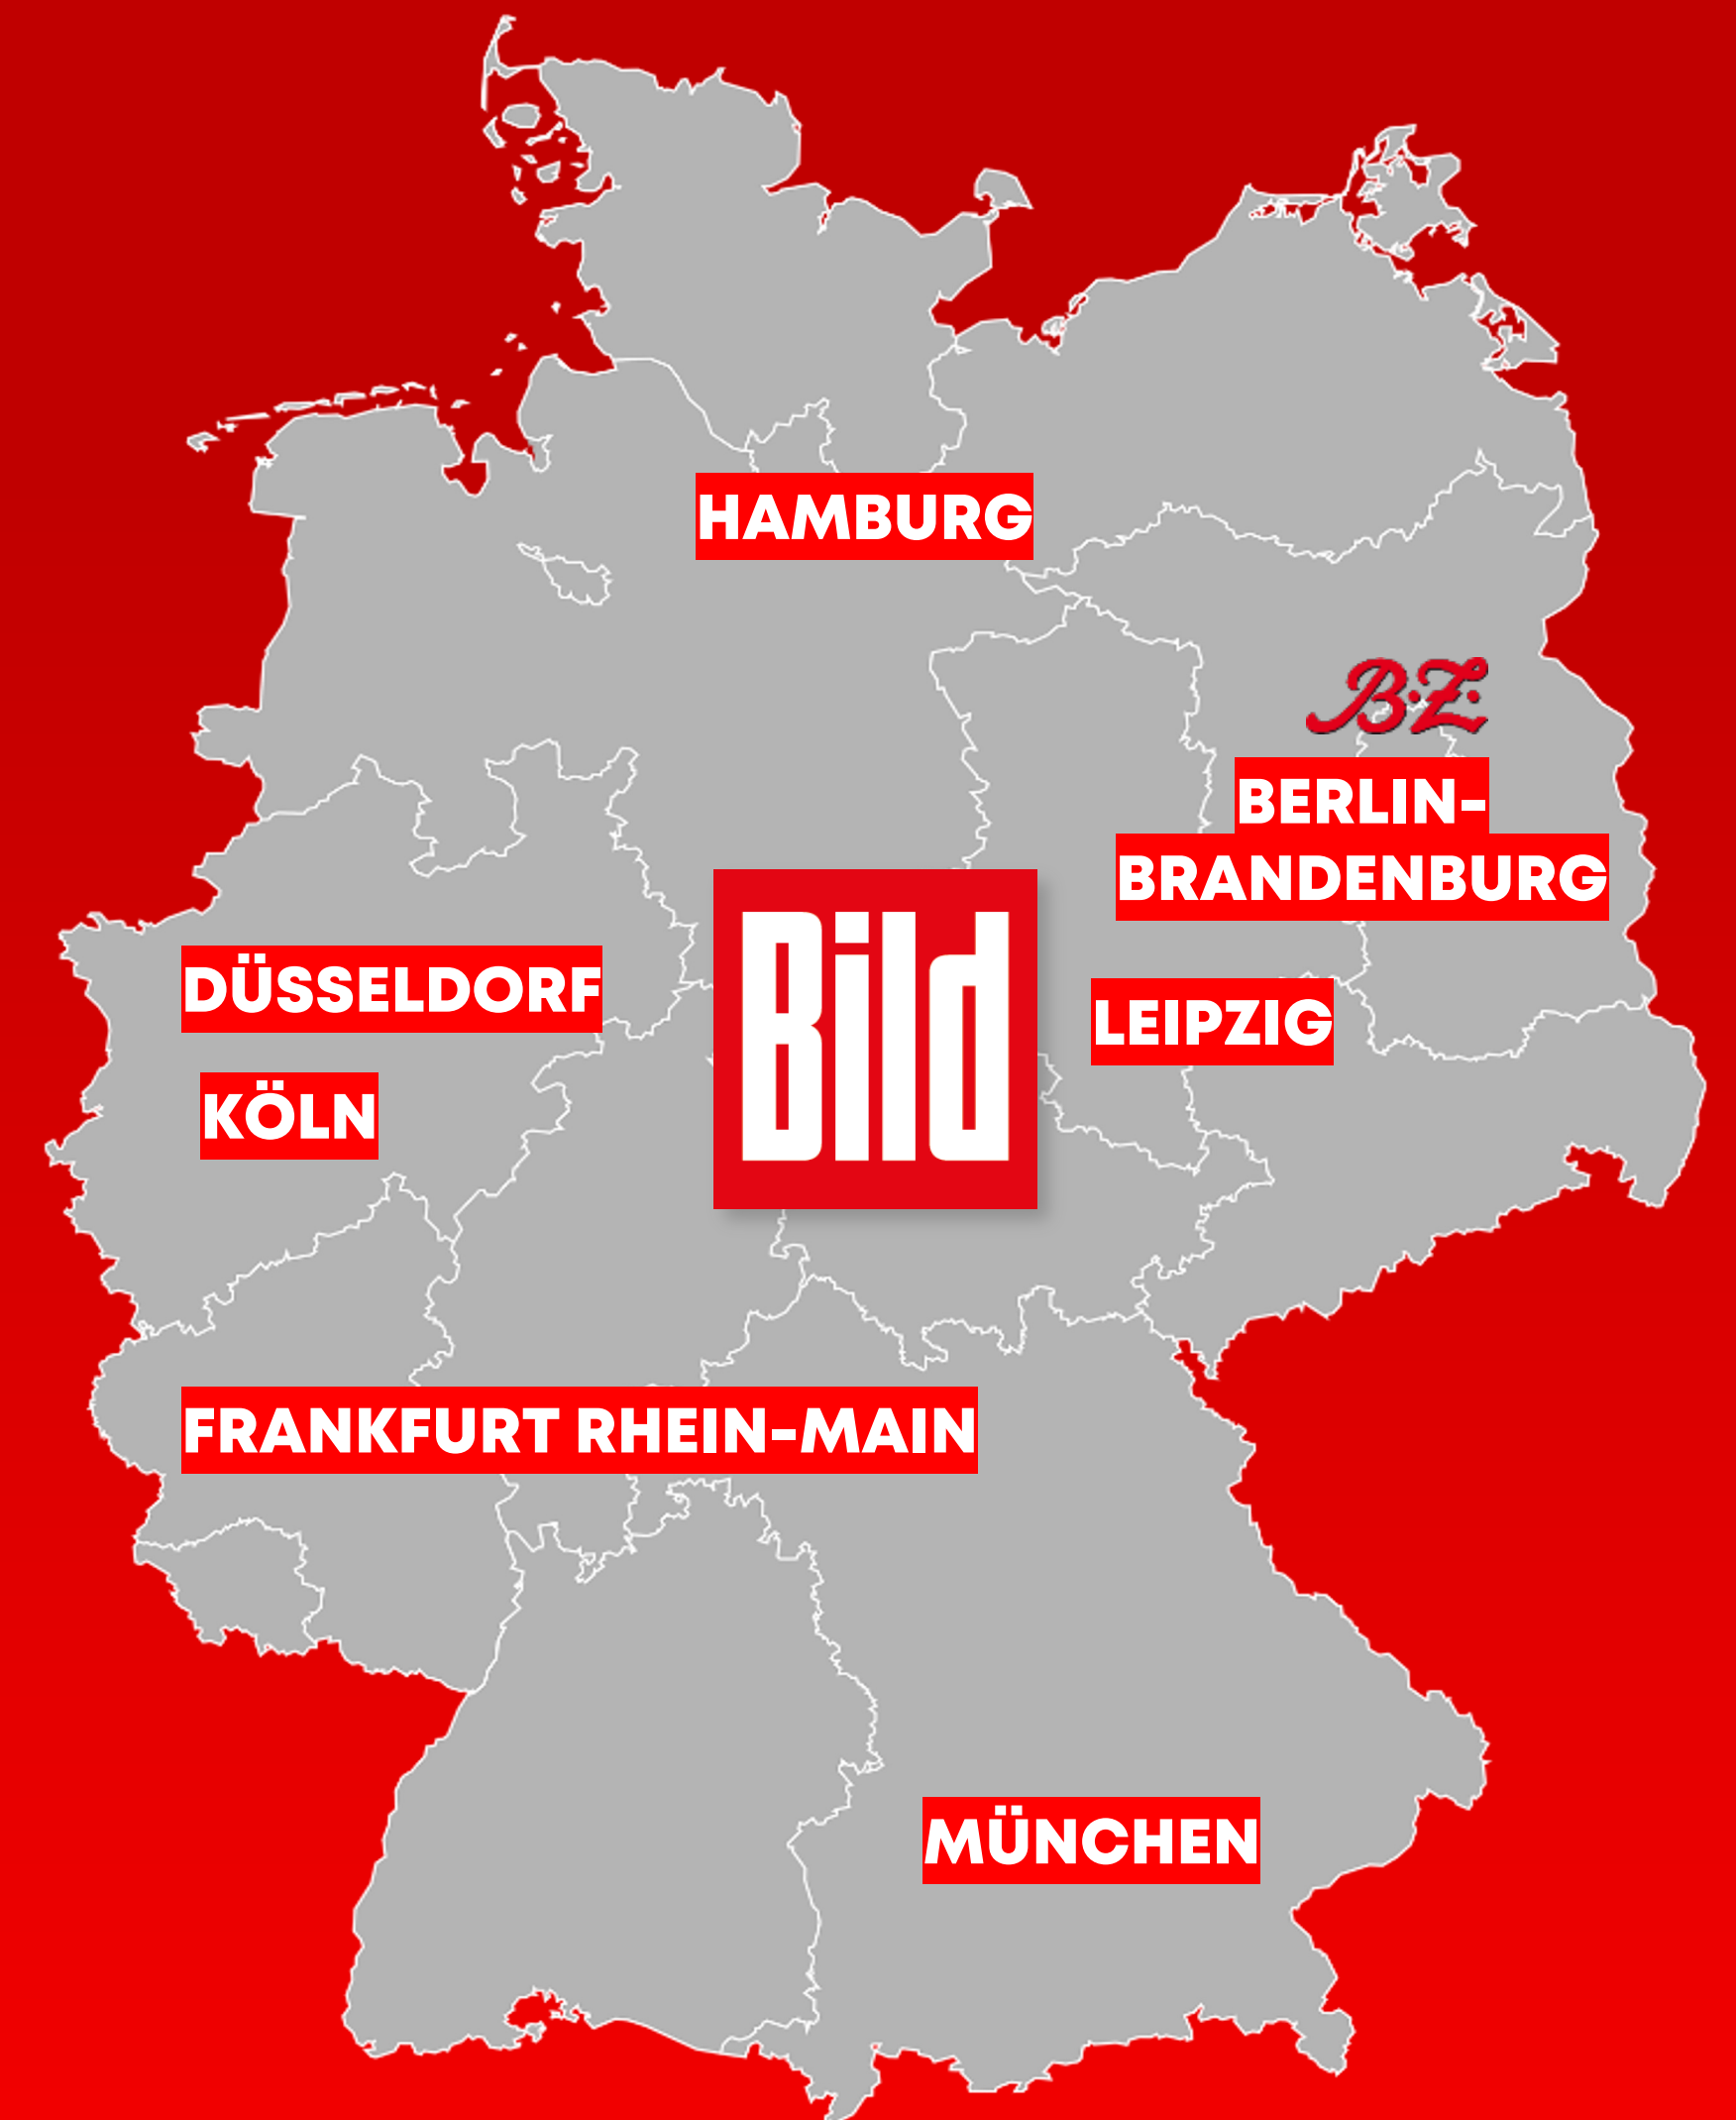 HAMBURG
B.Z.
BERLIN-
BRANDENBURG
Bild
DÜSSELDORF
LEIPZIG
KÖLN
FRANKFURT RHEIN-MAIN
MÜNCHEN